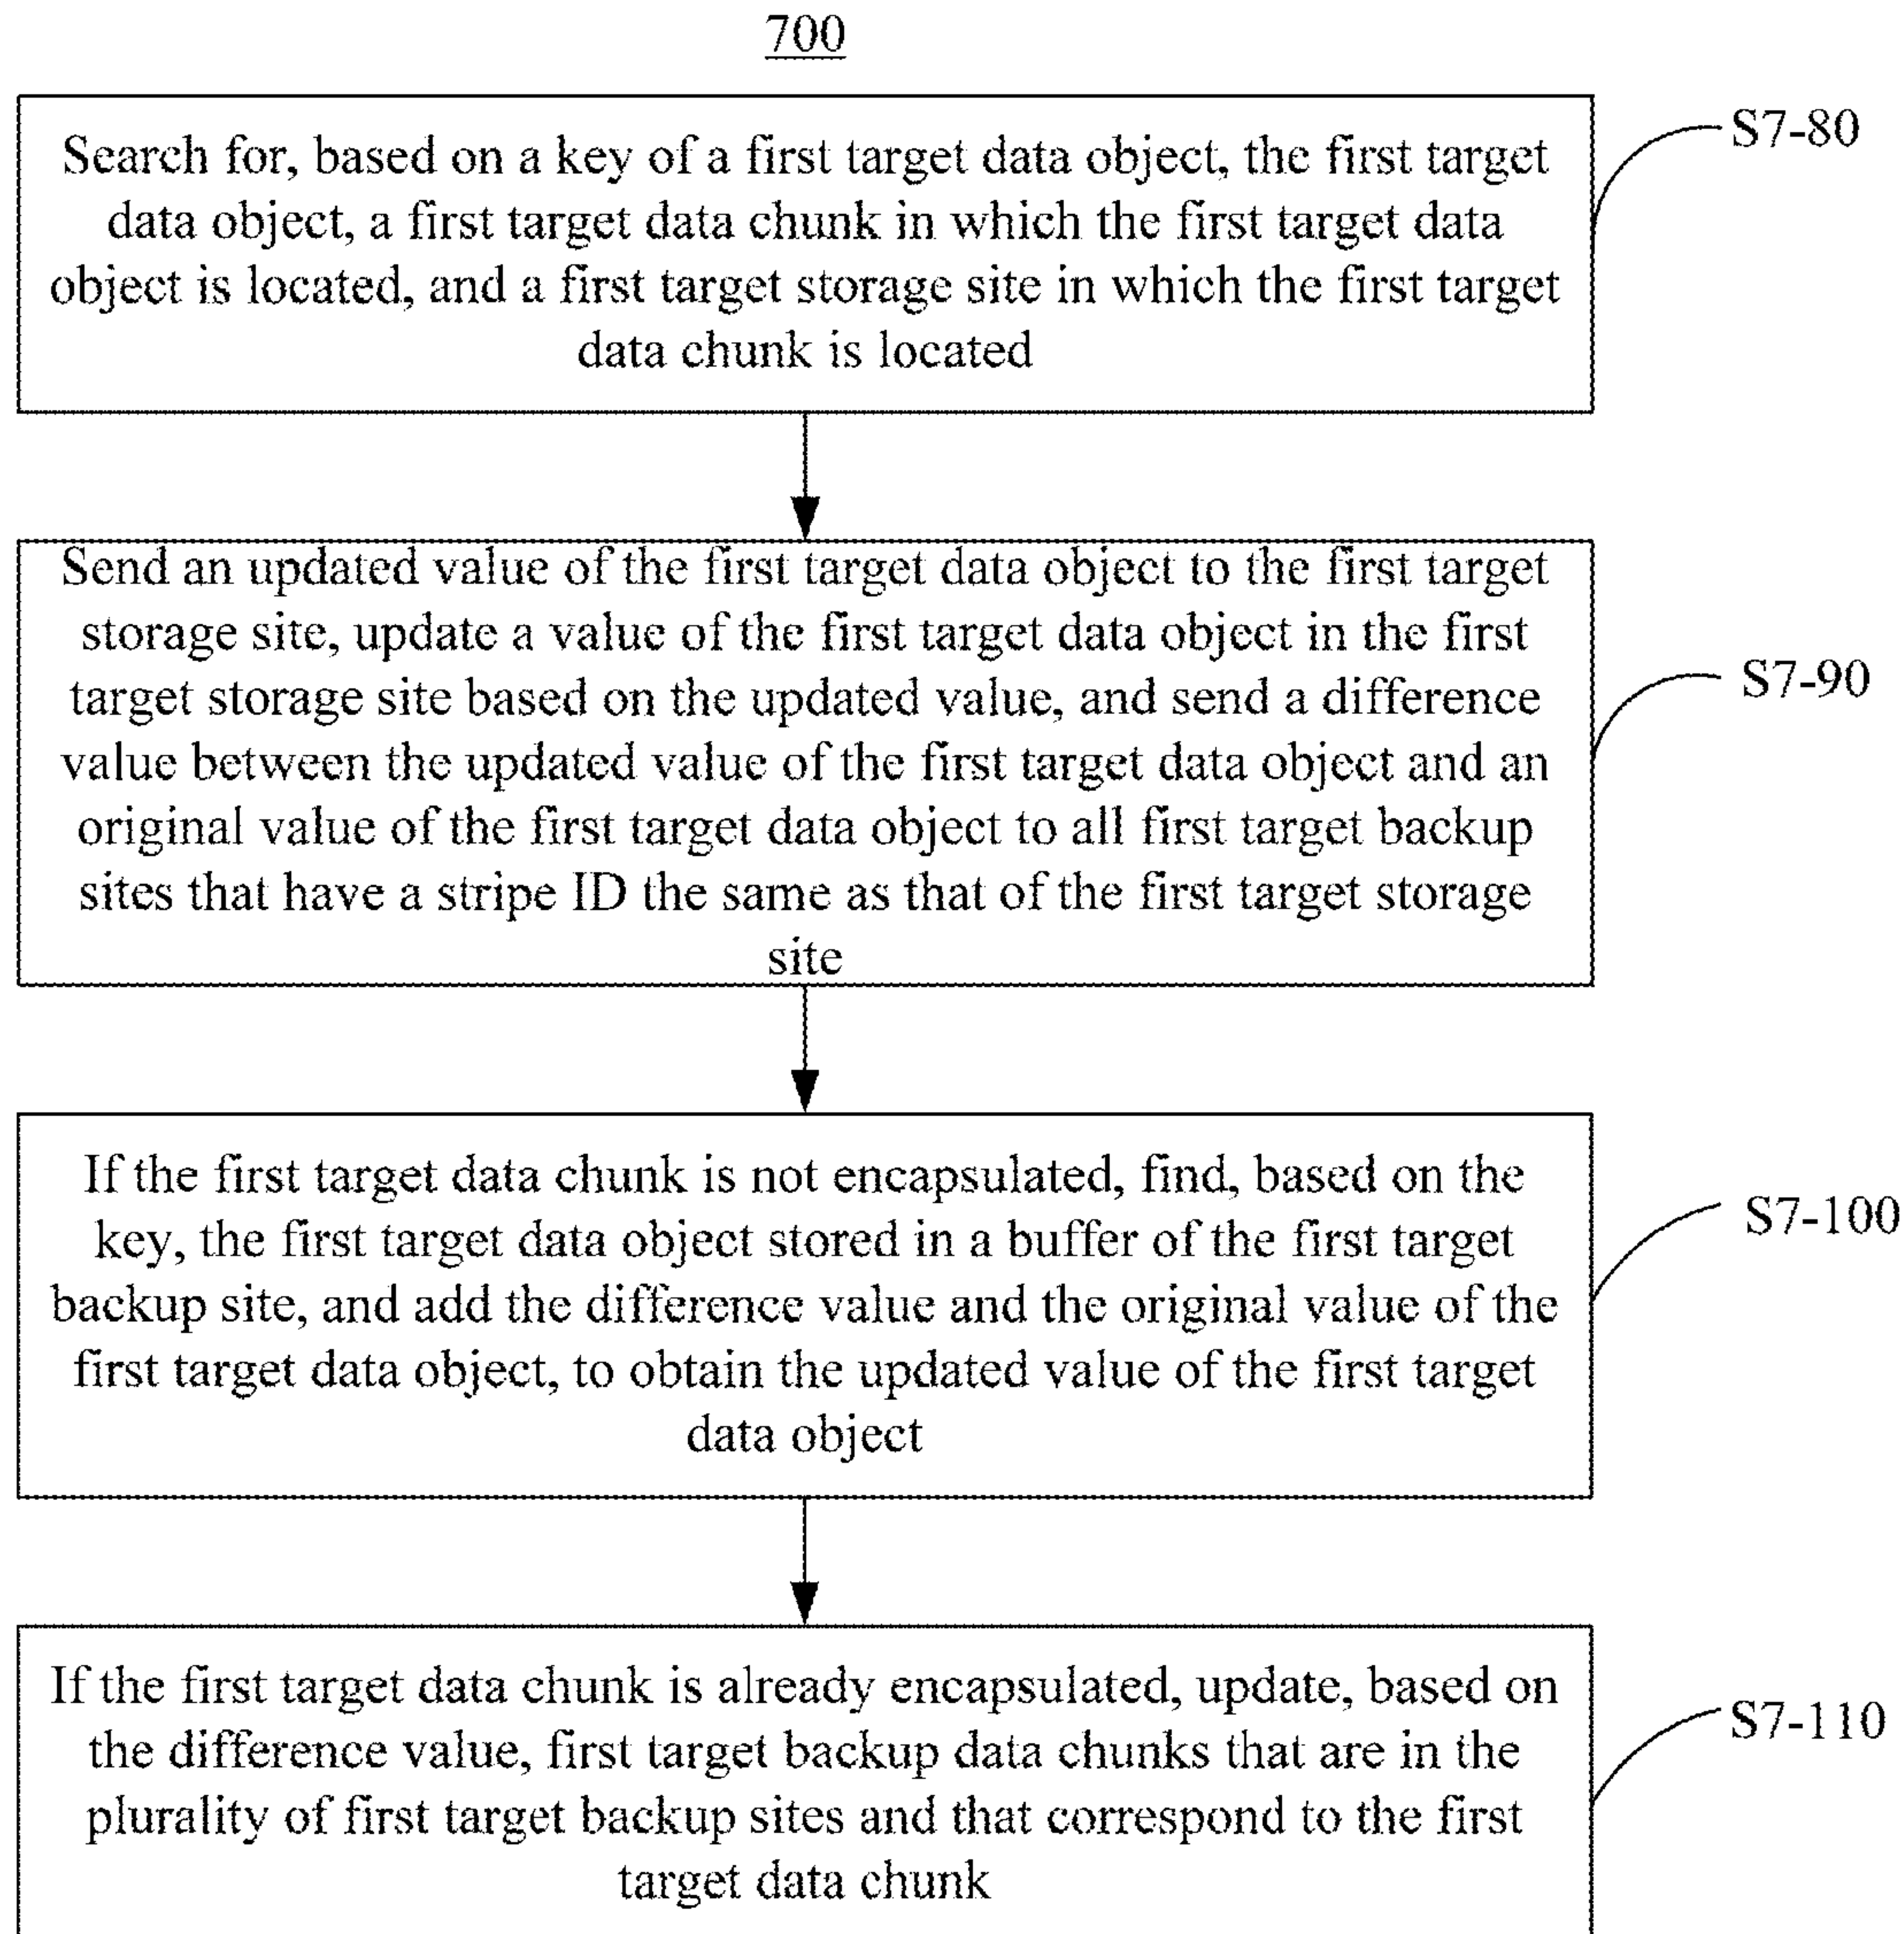 700
Search for, based on a key of a first target data object, the first target
data object, a first target data chunk in which the first target data
object is located, and a first target storage site in which the first target
data chunk is located
S7-80
Send an updated value of the first target data object to the first target
storage site, update a value of the first target data object in the first
target storage site based on the updated value, and send a difference
value between the updated value of the first target data object and an
original value of the first target data object to all first target backup
sites that have a stripe ID the same as that of the first target storage
site
S7-90
If the first target data chunk is not encapsulated, find, based on the
key, the first target data object stored in a buffer of the first target
backup site, and add the difference value and the original value of the
first target data object, to obtain the updated value of the first target
data object
S7-100
If the first target data chunk is already encapsulated, update, based on
the difference value, first target backup data chunks that are in the
plurality of first target backup sites and that correspond to the first
target data chunk
S7-110